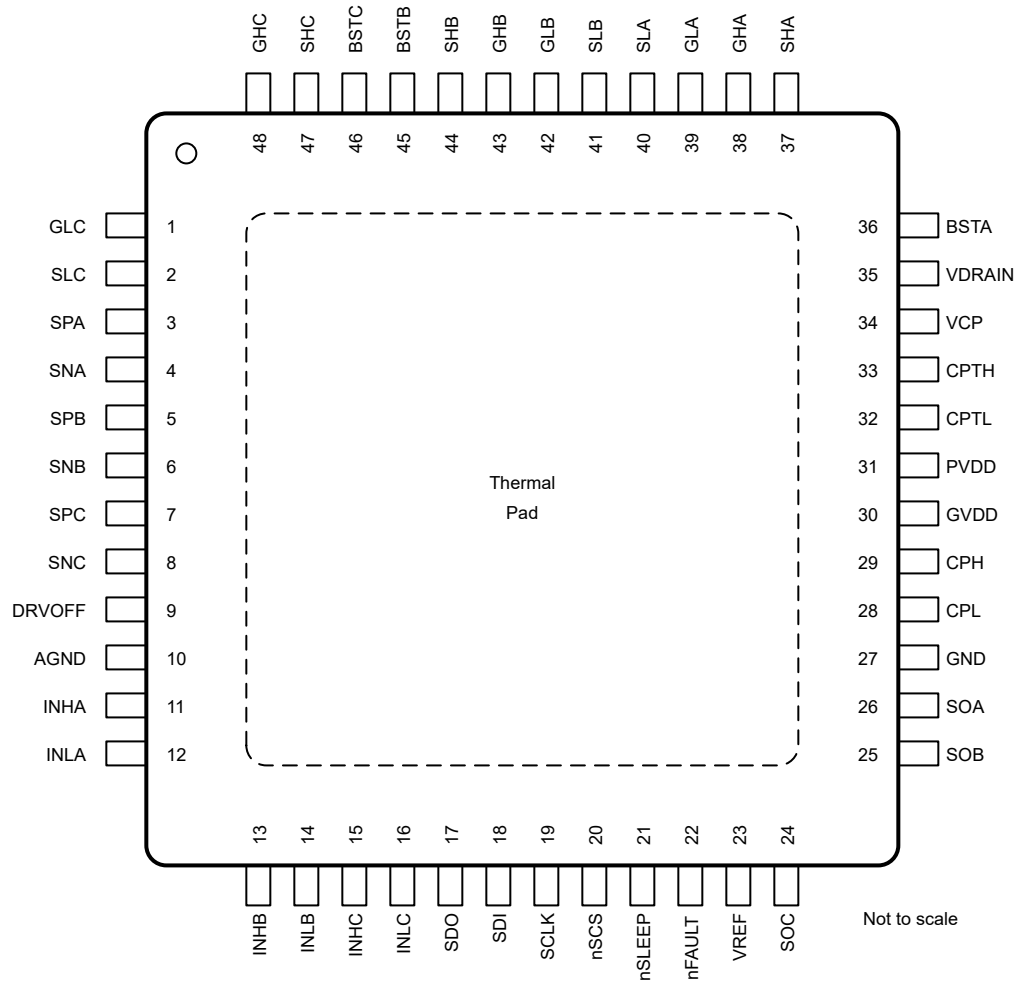 GHC SHC BSTC BSTB SHB GHB GLB SLB SLA GLA GHA SHA
48 47 46 45 44 43 42 41 40 39 38 37
GLC 1 36 BSTA
SLC 2 35 VDRAIN
SPA 3 34 VCP
SNA 4 33 CPTH
SPB 5 32 CPTL
SNB 6 31 PVDD
Thermal
Pad
SPC 7 30 GVDD
SNC 8 29 CPH
DRVOFF 9 28 CPL
AGND 10 27 GND
INHA 11 26 SOA
INLA 12 25 SOB
13 14 15 16 17 18 19 20 21 22 23 24
INHB INLB INHC INLC SDO SDI SCLK nSCS nSLEEP nFAULT VREF SOC
Not to scale